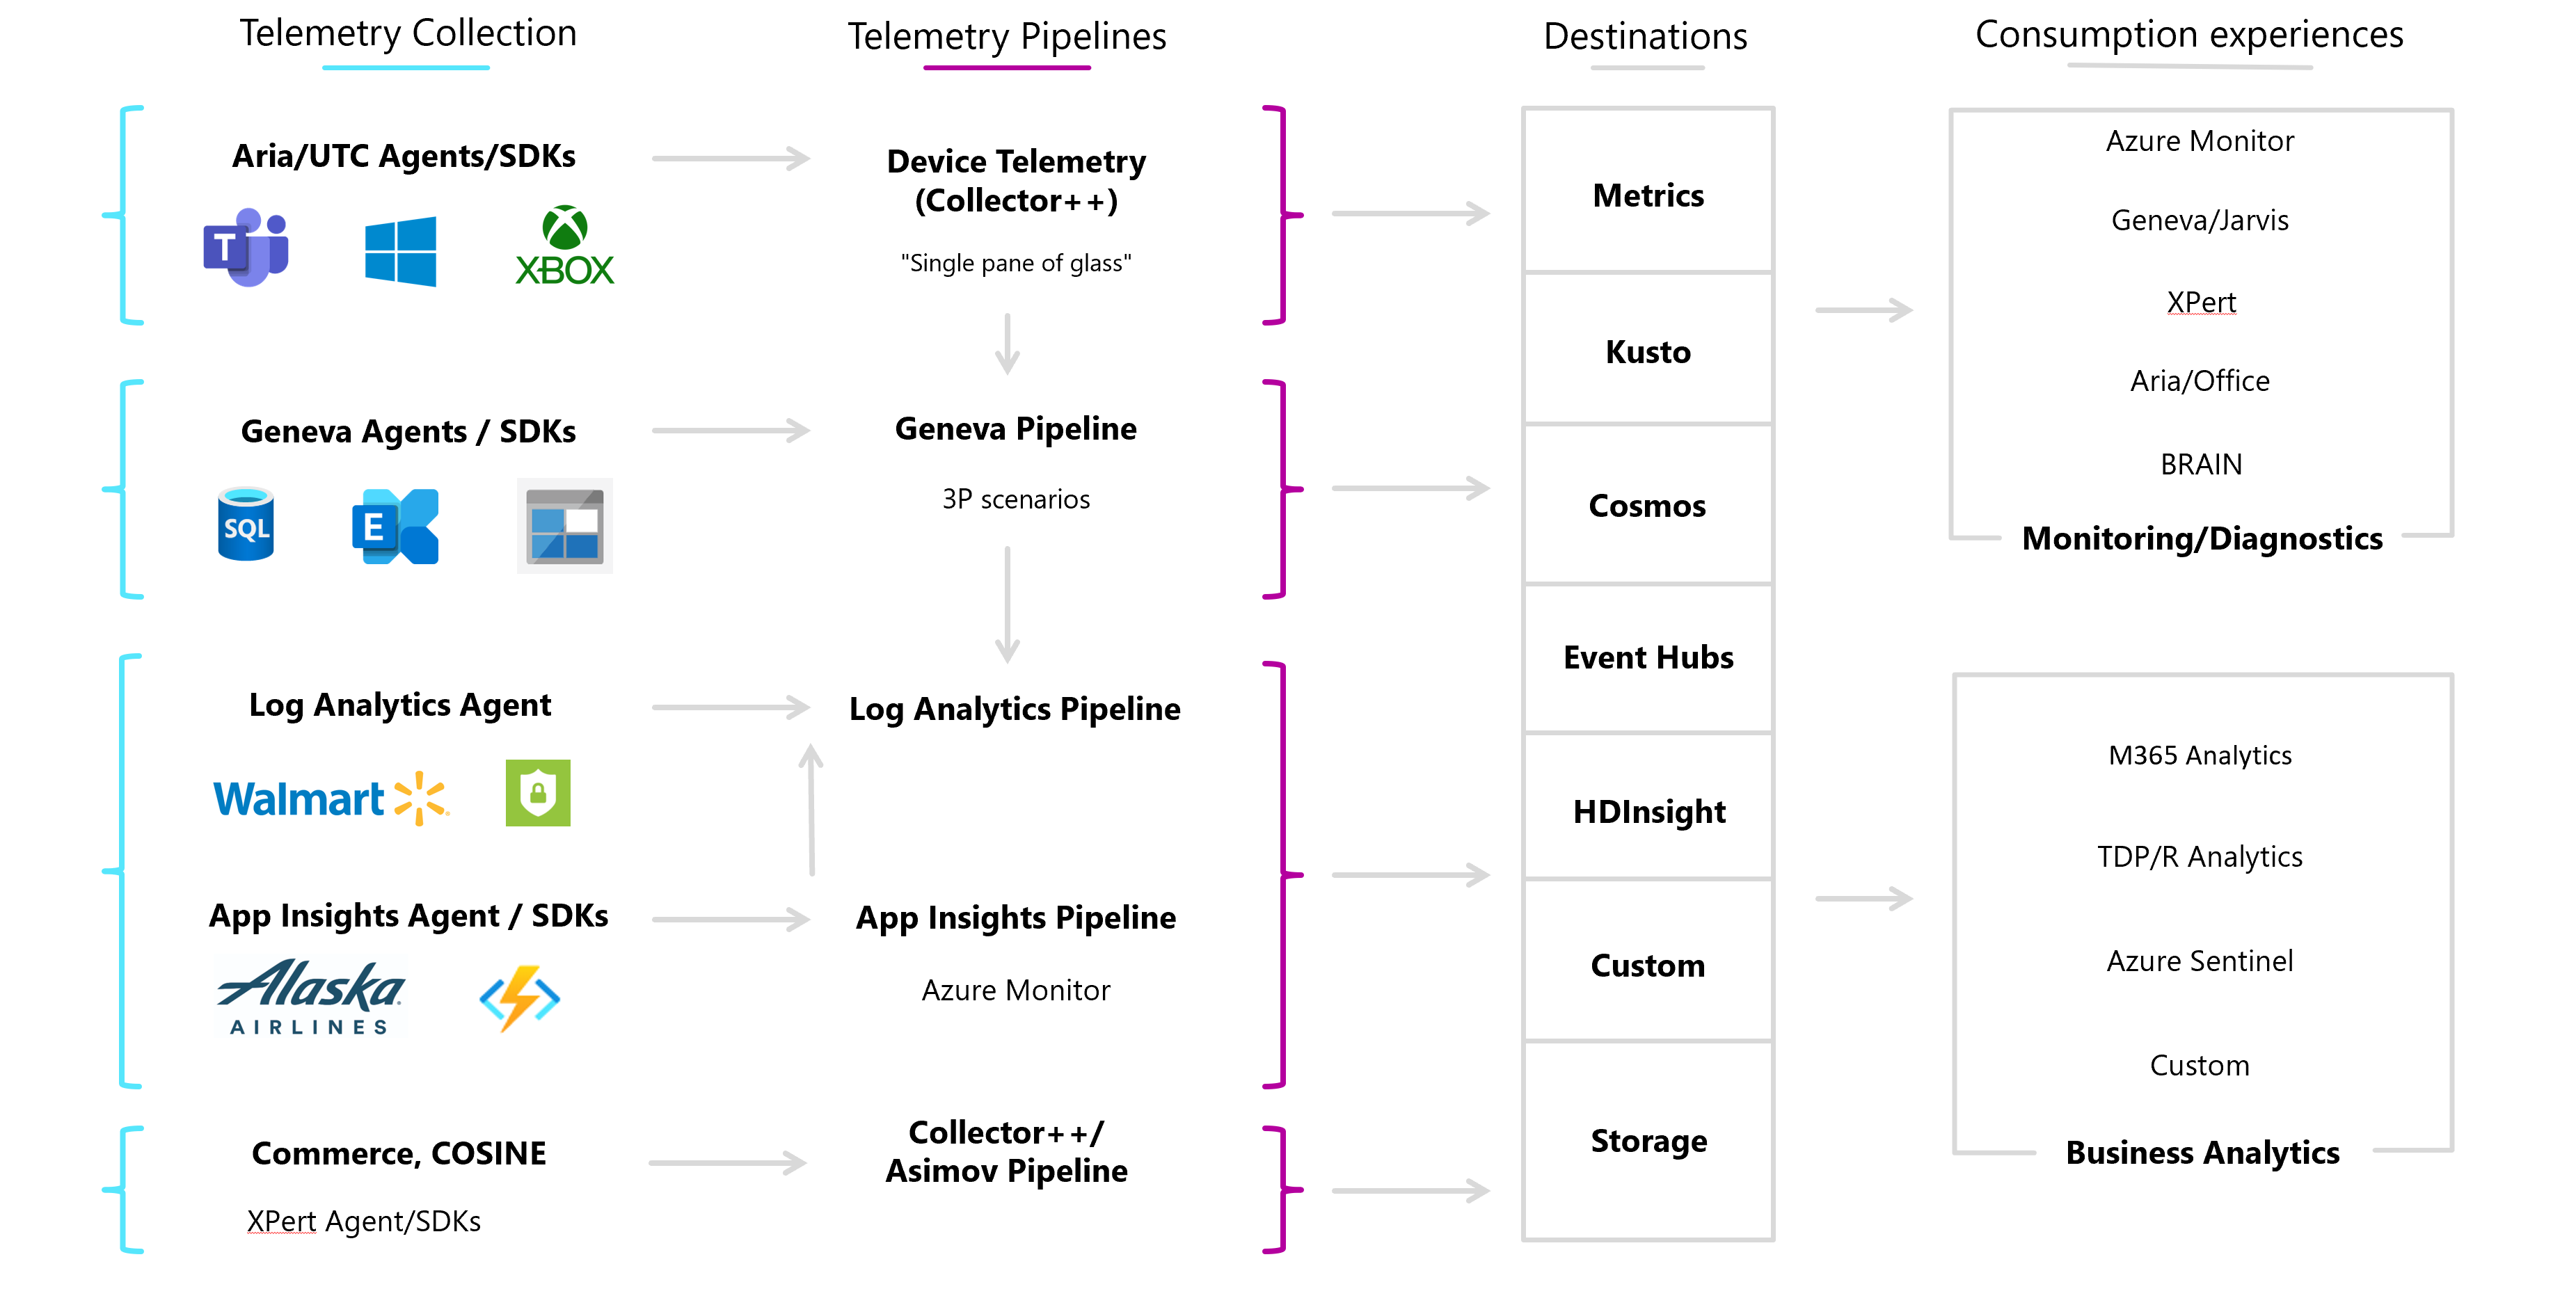 Telemetry Collection
Telemetry Pipelines
Destinations
Consumption experiences
Aria/UTC Agents/SDKs
T
XBOX
Device Telemetry
(Collector++)
"Single pane of glass"
Geneva Agents / SDKs
SQL
E
Geneva Pipeline
3P scenarios
Log Analytics Agent
Walmart
Log Analytics Pipeline
App Insights Agent / SDKs
Alaska
AIRLINES
App Insights Pipeline
Azure Monitor
Commerce, COSINE
XPert Agent/SDKs
Collector++/
Asimov Pipeline
Metrics
Kusto
Cosmos
Event Hubs
HDInsight
Custom
Storage
Azure Monitor
Geneva/Jarvis
XPert
Aria/Office
BRAIN
Monitoring/Diagnostics
M365 Analytics
TDP/R Analytics
Azure Sentinel
Custom
Business Analytics